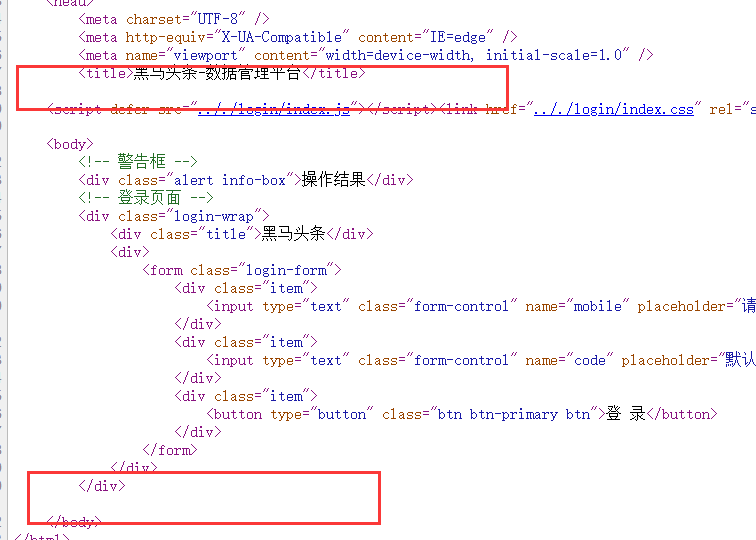 <head>
<meta charset="UTF-8" />
<meta http-equiv="X-UA-Compatible" content="IE=edge" />
<meta name="viewport" content="width=device-width, initial-scale=1.0" />
<title>黑马头条-数据管理平台</title>
<script defer src="../../login/index.js"></script><link href="../../login/index.css" rel="s
<body>
<!-- 警告框 -->
<div class="alert info-box">操作结果</div>
<!-- 登录页面 -->
<div class="login-wrap">
<div class="title">黑马头条</div>
<div>
<form class="login-form">
<div class="item">
<input type="text" class="form-control" name="mobile" placeholder="请
</div>
<div class="item">
<input type="text" class="form-control" name="code" placeholder="默认
</div>
<div class="item">
<button type="button" class="btn btn-primary btn">登 录</button>
</div>
</form>
</div>
</div>
</body>
</html>